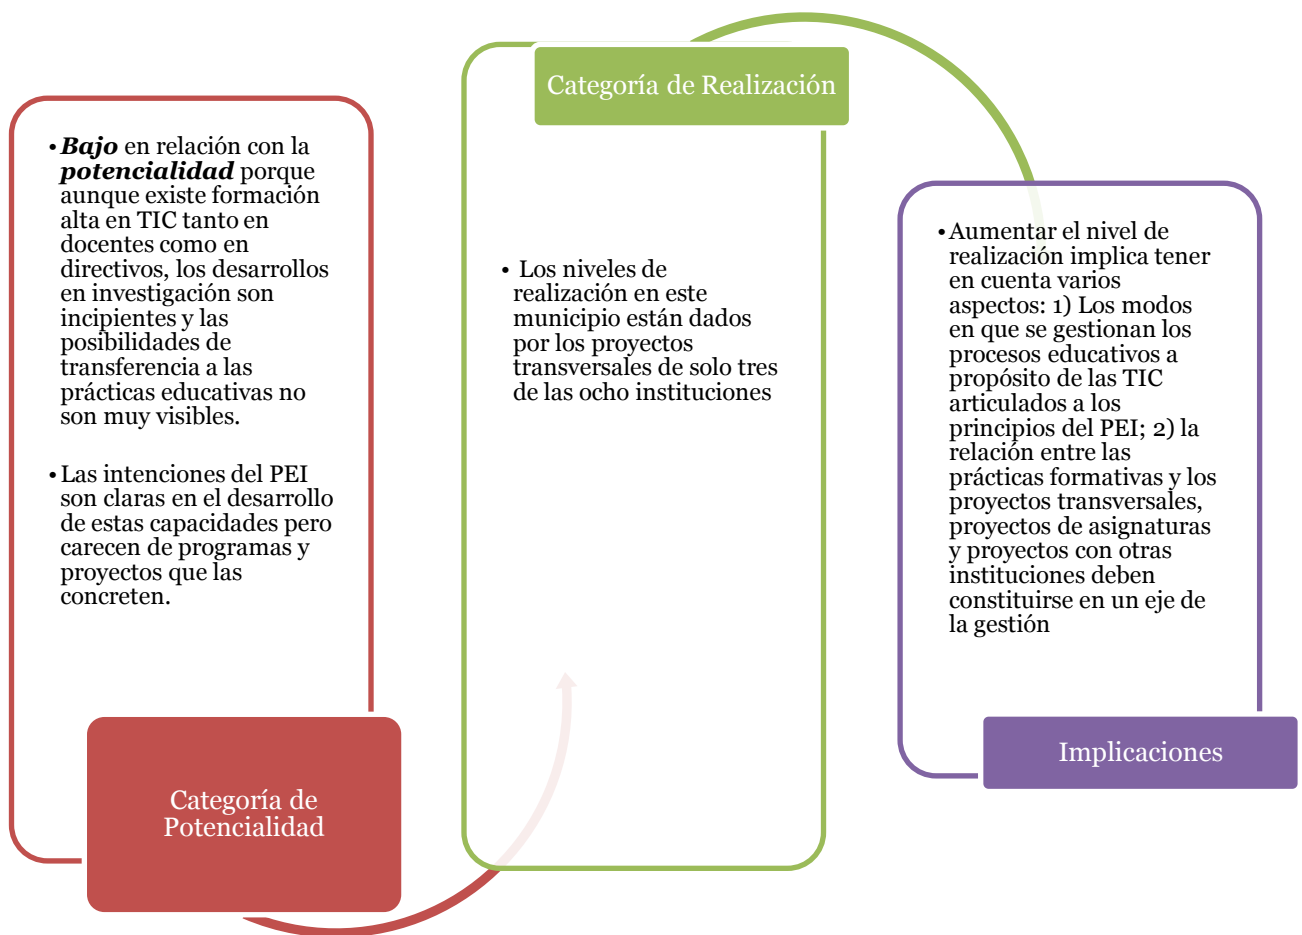 • Bajo en relación con la
potencialidad porque
aunque existe formación
alta en TIC tanto en
docentes como en
directivos, los desarrollos
en investigación son
incipientes y las
posibilidades de
transferencia a las
prácticas educativas no
son muy visibles.
• Las intenciones del PEI
son claras en el desarrollo
de estas capacidades pero
carecen de programas y
proyectos que las
concreten.
Categoría de
Potencialidad
Categoría de Realización
• Los niveles de
realización en este
municipio están dados
por los proyectos
transversales de solo tres
de las ocho instituciones
• Aumentar el nivel de
realización implica tener
en cuenta varios
aspectos: 1) Los modos
en que se gestionan los
procesos educativos a
propósito de las TIC
articulados a los
principios del PEI; 2) la
relación entre las
prácticas formativas y los
proyectos transversales,
proyectos de asignaturas
y proyectos con otras
instituciones deben
constituirse en un eje de
la gestión
Implicaciones